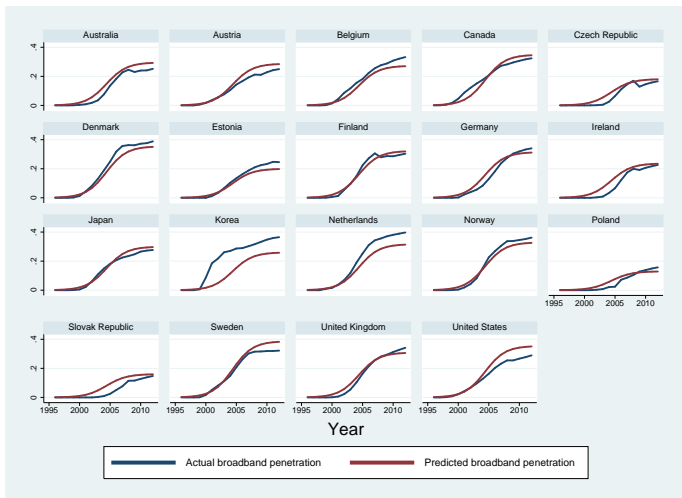 Australia Austria Belgium Canada Czech Republic
0 .2 .4
Denmark Estonia Finland Germany Ireland
0 .2 .4
Japan Korea Netherlands Norway Poland
0 .2 .4
1995 2000 2005 2010
Slovak Republic Sweden United Kingdom United States
0 .2 .4
1995 2000 2005 2010 1995 2000 2005 2010 1995 2000 2005 2010 1995 2000 2005 2010
Year
Actual broadband penetration Predicted broadband penetration